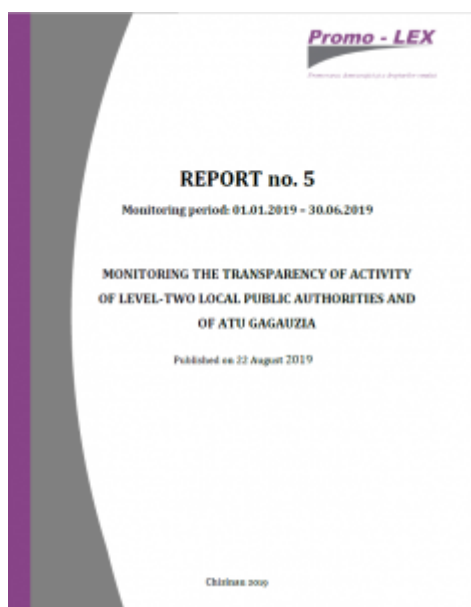 Promo - LEX
REPORT no. 5
Monitoring period: 01.01.2019 – 30.06.2019
MONITORING THE TRANSPARENCY OF ACTIVITY
OF LEVEL-TWO LOCAL PUBLIC AUTHORITIES AND
OF ATU GAGAUZIA
Published on 22 August 2019
Chisinau 2019